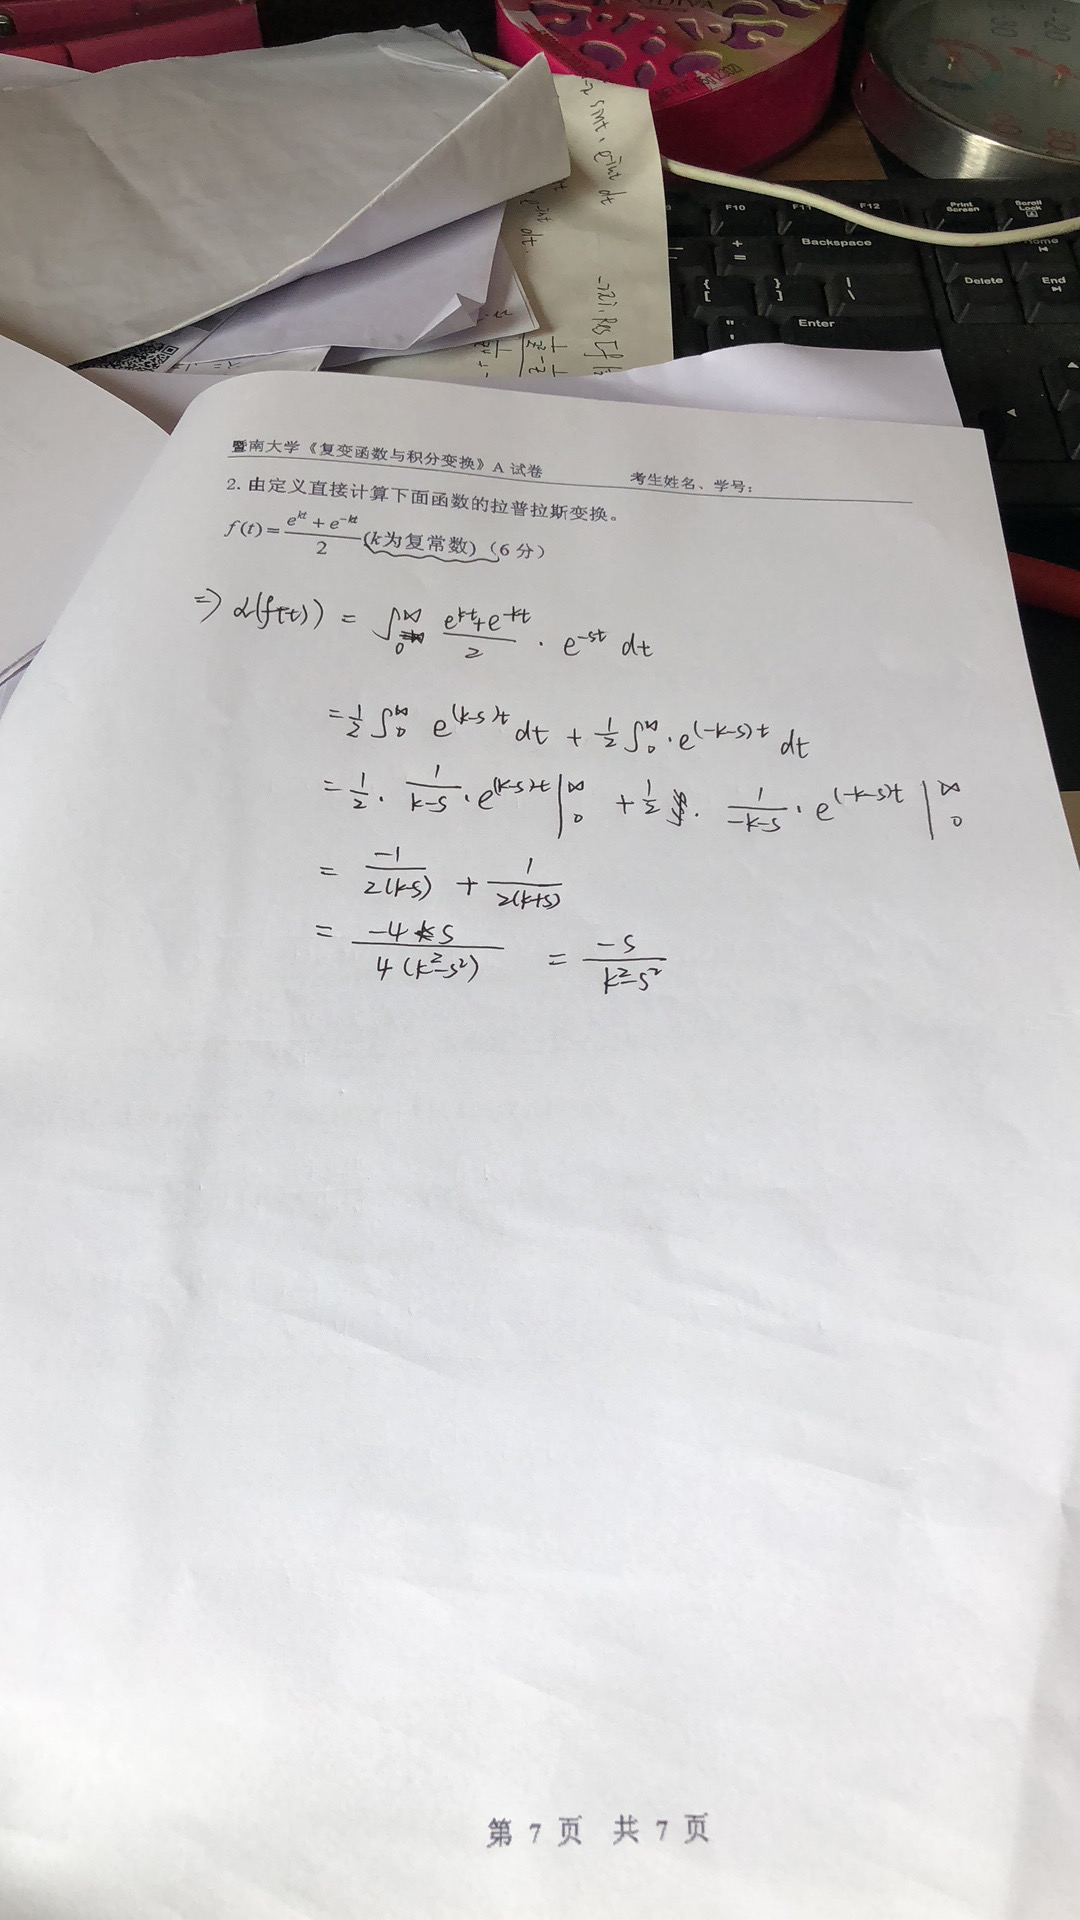 sint · e^-int dt
e^-int dt.
F10 F11 F12 Print Screen Scroll Lock
+ = Backspace
{ [ } ] | \ Delete End
" ' Enter
暨南大学《复变函数与积分变换》A 试卷 考生姓名、学号:
2. 由定义直接计算下面函数的拉普拉斯变换。
f(t)= (e^kt + e^-kt)/2 (k为复常数)(6 分)
⇒ L(f(t)) = ∫_0^∞ (e^kt + e^-kt)/2 · e^-st dt
= 1/2 ∫_0^∞ e^(k-s)t dt + 1/2 ∫_0^∞ · e^(-k-s)t dt
= 1/2 · 1/(k-s) · e^(k-s)t |_0^∞ + 1/2 · 1/(-k-s) · e^(-k-s)t |_0^∞
= -1/2(k-s) + 1/2(k+s)
= -4s/4(k²-s²) = -s/(k²-s²)
第 7 页 共 7 页